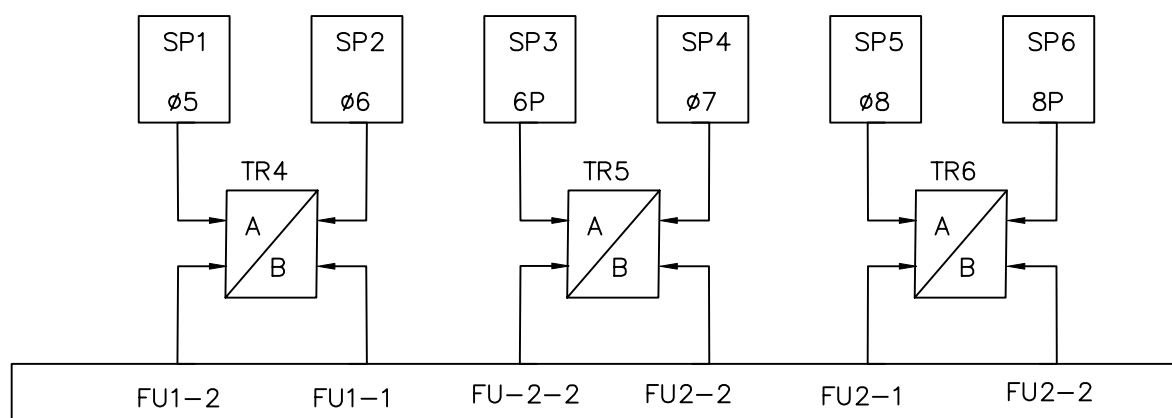 SP1
SP2
SP3
SP4
SP5
SP6
ø5
ø6
6P
ø7
ø8
8P
TR4
TR5
TR6
A
A
A
B
B
B
FU1-2
FU1-1
FU-2-2
FU2-2
FU2-1
FU2-2